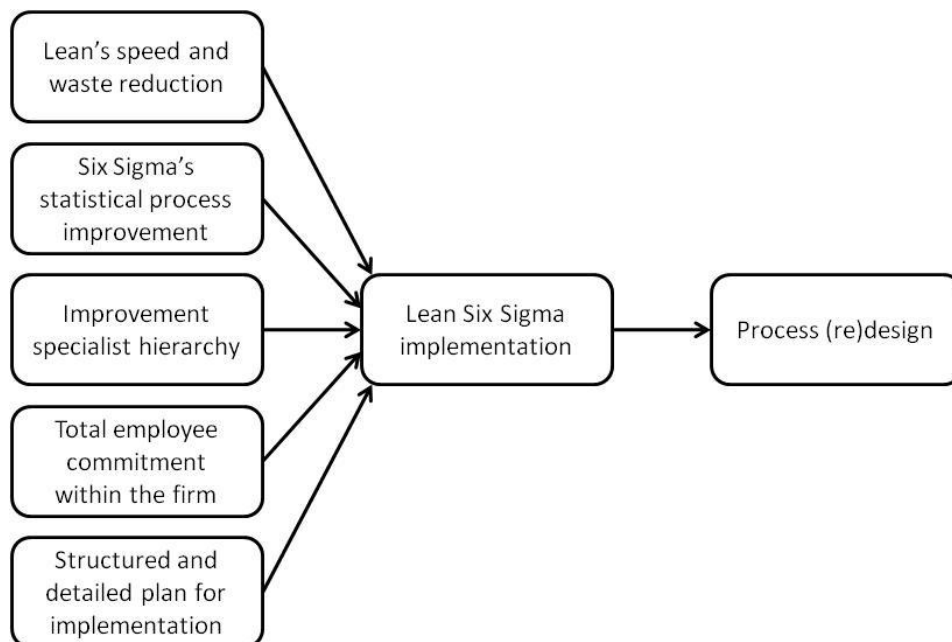 Lean’s speed and
waste reduction
Six Sigma’s
statistical process
improvement
Improvement
specialist hierarchy
Total employee
commitment
within the firm
Structured and
detailed plan for
implementation
Lean Six Sigma
implementation
Process (re)design